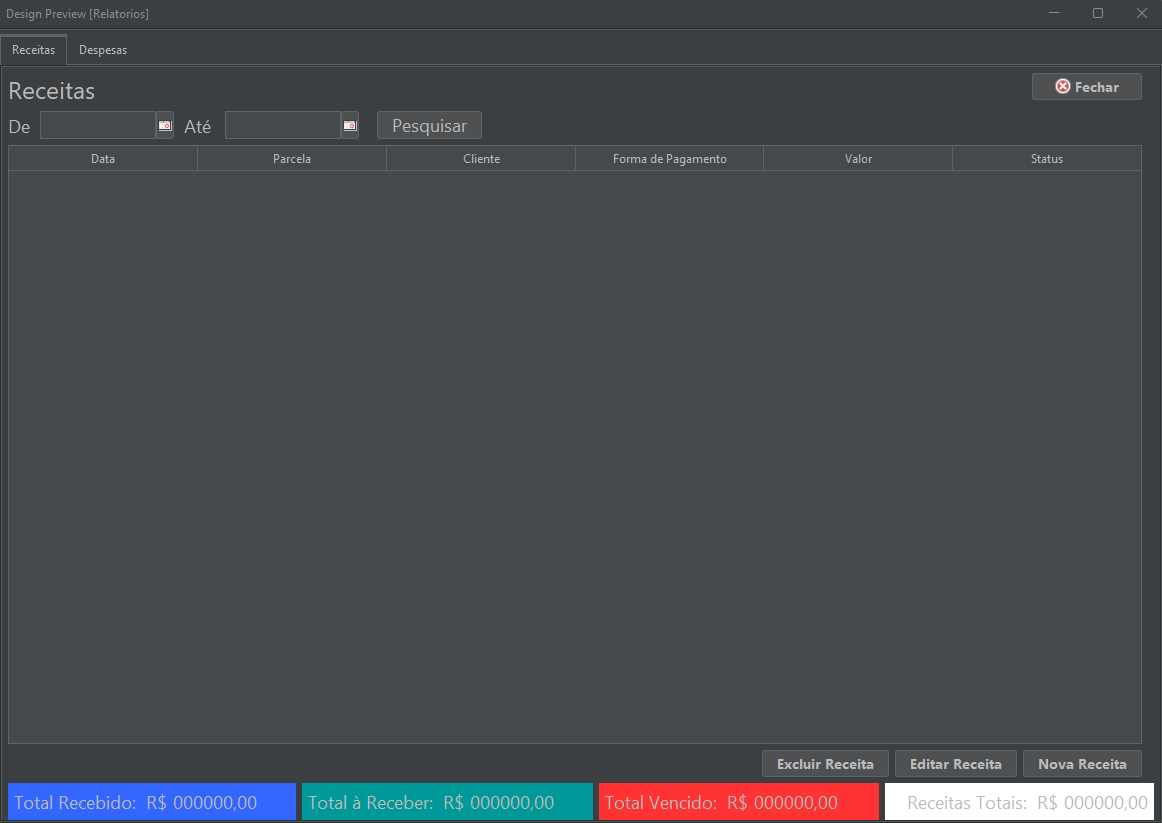 Design Preview [Relatorios]
Receitas Despesas
Receitas Fechar
De Até Pesquisar
Data Parcela Cliente Forma de Pagamento Valor Status
Excluir Receita Editar Receita Nova Receita
Total Recebido: R$ 000000,00 Total à Receber: R$ 000000,00 Total Vencido: R$ 000000,00 Receitas Totais: R$ 000000,00